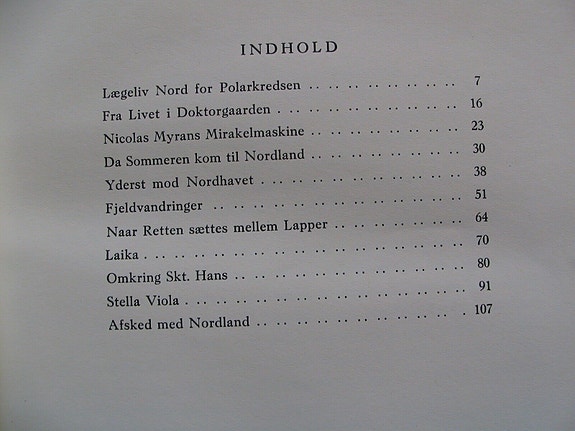 INDHOLD
Lægeliv Nord for Polarkredsen .. .. .. .. .. .. .. .. 7
Fra Livet i Doktorgaarden . .. .. .. .. .. .. .. .. .. 16
Nicolas Myrans Mirakelmaskine .. .. .. .. .. .. .. .. 23
Da Sommeren kom til Nordland .. .. .. .. .. .. .. .. 30
Yderst mod Nordhavet . .. .. .. .. .. .. .. .. .. .. 38
Fjeldvandringer .. .. .. .. .. .. .. .. .. .. .. .. .. 51
Naar Retten sættes mellem Lapper .. .. .. .. .. .. .. 64
Laika . .. .. .. .. .. .. .. .. .. .. .. .. .. .. .. .. 70
Omkring Skt. Hans .. .. .. .. .. .. .. .. .. .. .. .. 80
Stella Viola . .. .. .. .. .. .. .. .. .. .. .. .. .. .. 91
Afsked med Nordland .. .. .. .. .. .. .. .. .. .. . 107